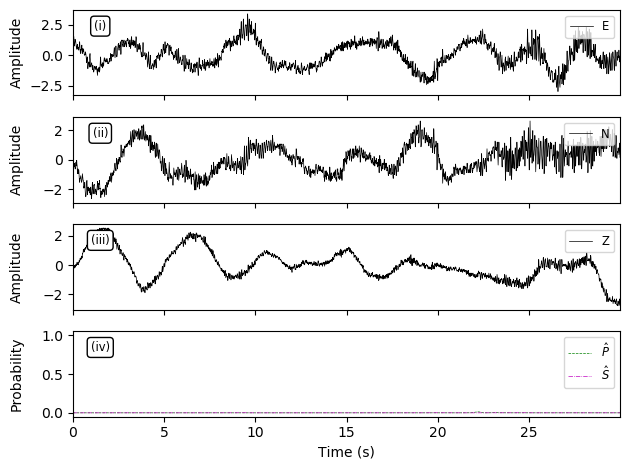 (i)
E
2.5
0.0
−2.5
Amplitude
(ii)
N
2
0
−2
Amplitude
(iii)
Z
2
0
−2
Amplitude
(iv)
P̂
Ŝ
1.0
0.5
0.0
Probability
0 5 10 15 20 25
Time (s)